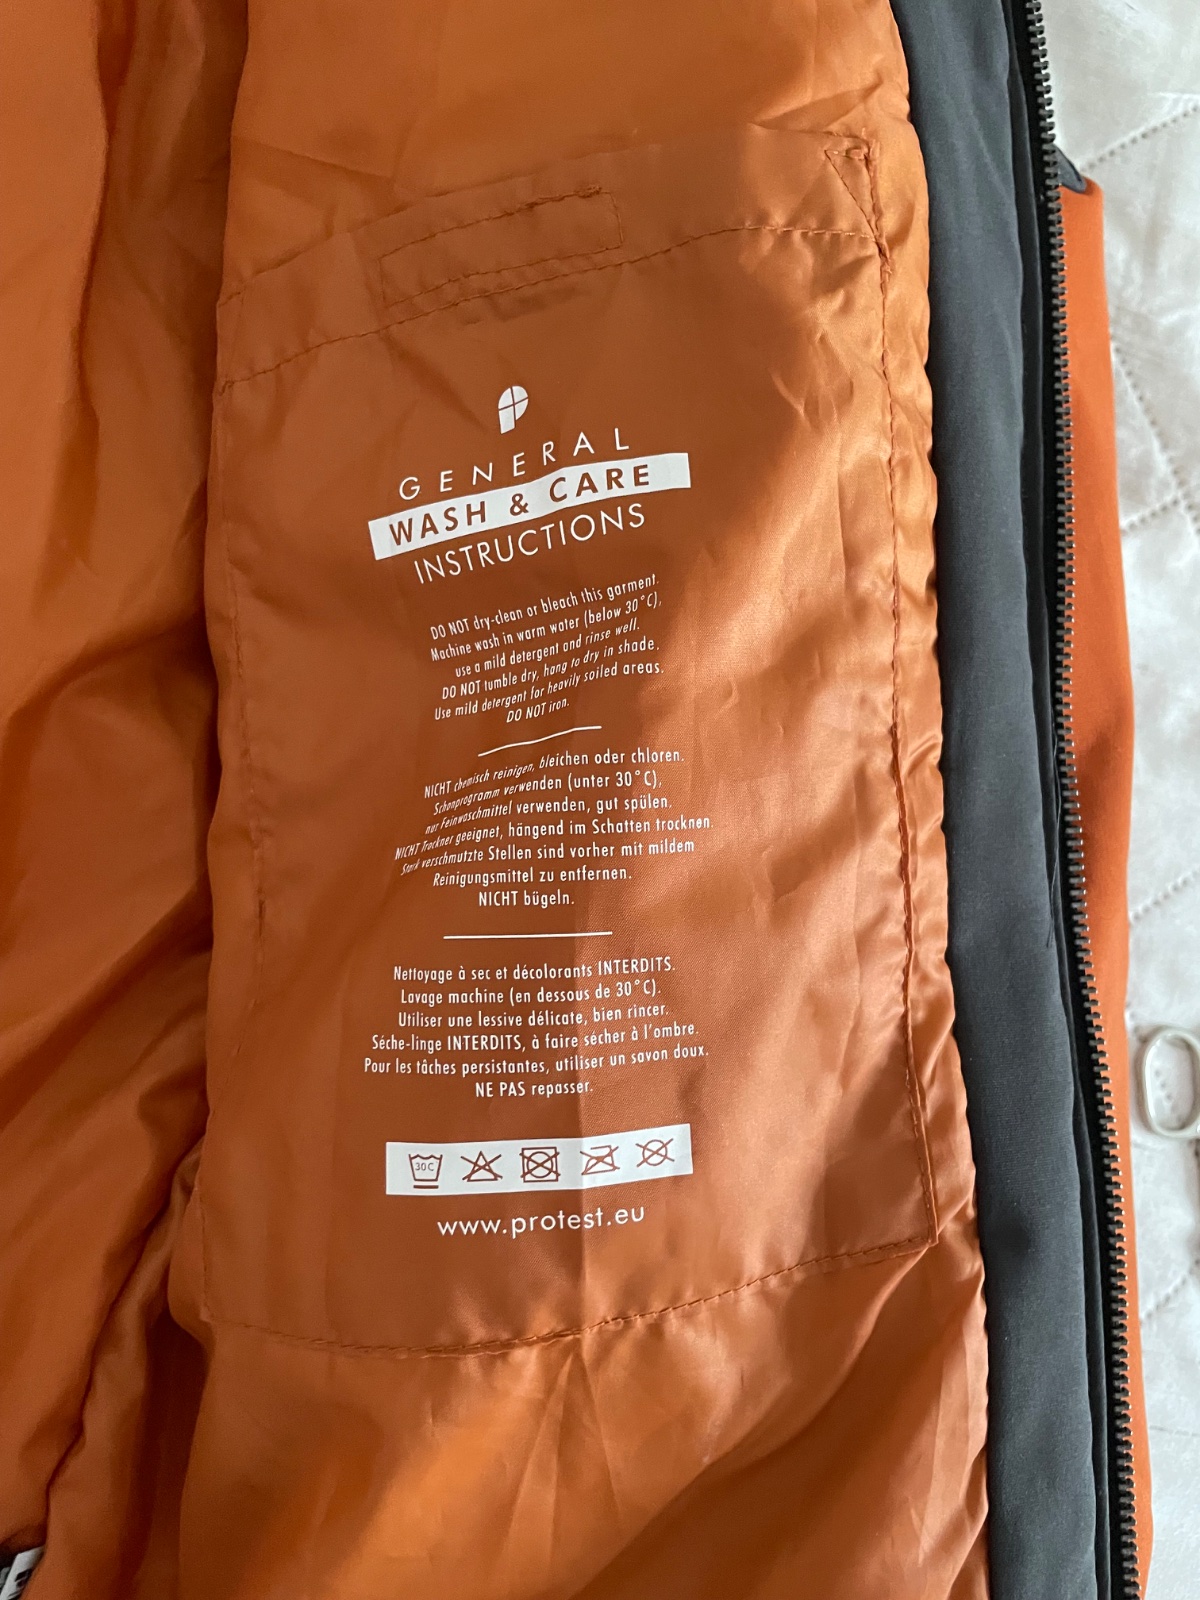 GENERAL
WASH & CARE
INSTRUCTIONS
DO NOT dry-clean or bleach this garment.
Machine wash in warm water (below 30°C),
use a mild detergent and rinse well.
DO NOT tumble dry, hang to dry in shade.
Use mild detergent for heavily soiled areas.
DO NOT iron.
NICHT chemisch reinigen, bleichen oder chloren.
Schonprogramm verwenden (unter 30°C),
nur Feinwaschmittel verwenden, gut spülen.
NICHT Trockner geeignet, hängend im Schatten trocknen.
Stark verschmutzte Stellen sind vorher mit mildem
Reinigungsmittel zu entfernen.
NICHT bügeln.
Nettoyage à sec et décolorants INTERDITS.
Lavage machine (en dessous de 30°C).
Utiliser une lessive délicate, bien rincer.
Séche-linge INTERDITS, à faire sécher à l'ombre.
Pour les tâches persistantes, utiliser un savon doux.
NE PAS repasser.
30C
www.protest.eu